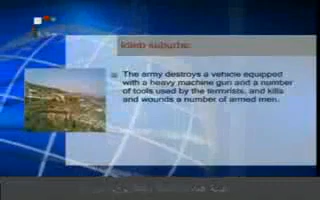 Idleb suburbs:
The army destroys a vehicle equipped
with a heavy machine gun and a number
of tools used by the terrorists, and kills
and wounds a number of armed men.